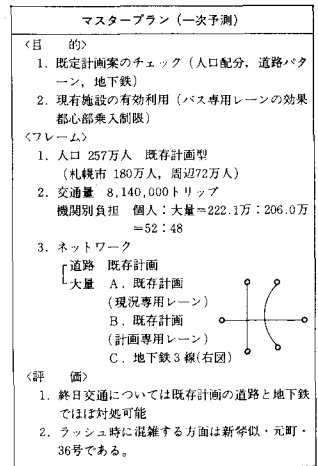 マスタープラン（一次予測）
〈目　的〉
1．既定計画案のチェック（人口配分，道路パターン，地下鉄）
2．現有施設の有効利用（バス専用レーンの効果
都心部乗入制限）
〈フレーム〉
1．人口 257万人　既存計画型
（札幌市 180万人，周辺72万人）
2．交通量　8,140,000トリップ
機関別負担　個人：大量＝222.1万：206.0万
＝52：48
3．ネットワーク
道路　既存計画
大量　A．既存計画
（現況専用レーン）
B．既存計画
（計画専用レーン）
C．地下鉄3線（右図）
〈評　価〉
1．終日交通については既存計画の道路と地下鉄
でほぼ対処可能
2．ラッシュ時に混雑する方面は新琴似・元町・
36号である。